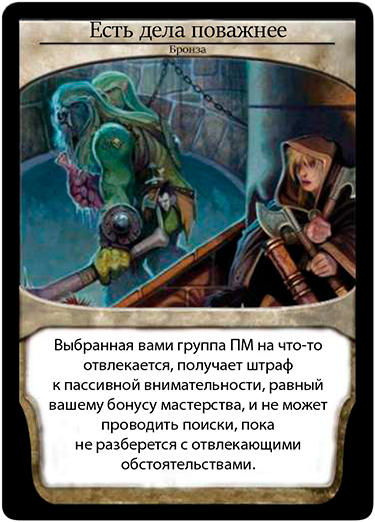 Есть дела поважнее
Бронза
Выбранная вами группа ПМ на что-то
отвлекается, получает штраф
к пассивной внимательности, равный
вашему бонусу мастерства, и не может
проводить поиски, пока
не разберется с отвлекающими
обстоятельствами.